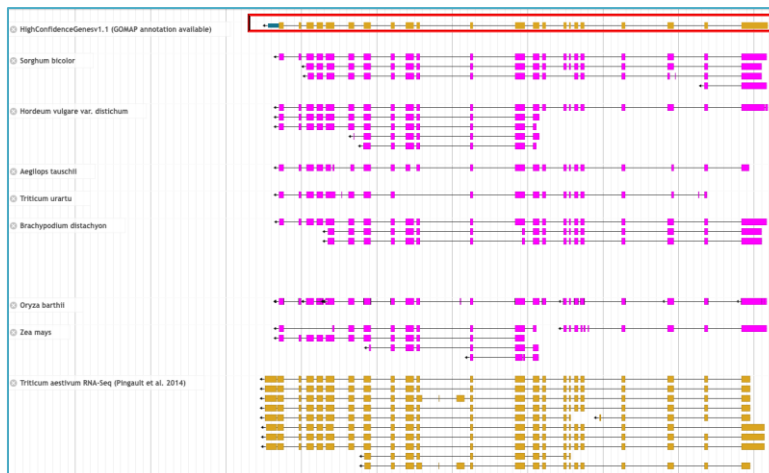 HighConfidenceGenesv1.1 (GOMAP annotation available)
Sorghum bicolor
Hordeum vulgare var. distichum
Aegilops tauschii
Triticum urartu
Brachypodium distachyon
Oryza barthii
Zea mays
Triticum aestivum RNA-Seq (Pingault et al. 2014)